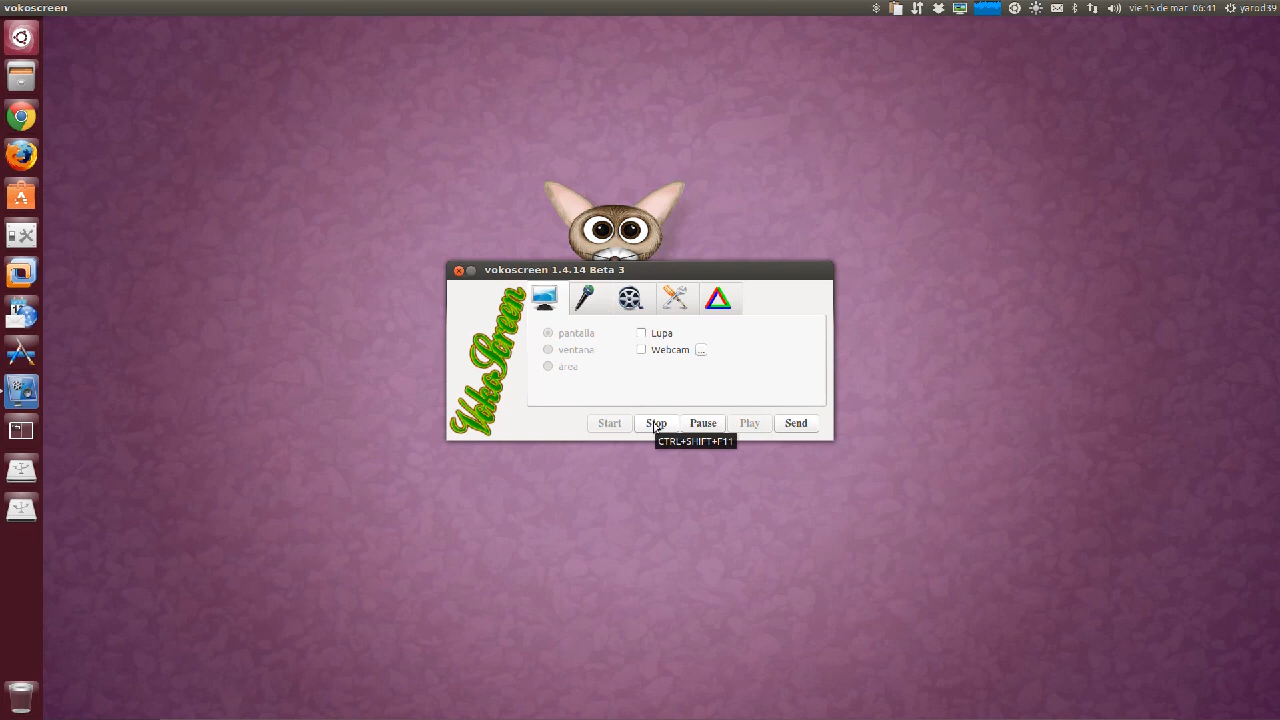 vokoscreen
vie 15 de mar 06:41
yarod39
vokoscreen 1.4.14 Beta 3
VokoScreen
pantalla
Lupa
ventana
Webcam
...
área
Start
Stop
Pause
Play
Send
CTRL+SHIFT+F11